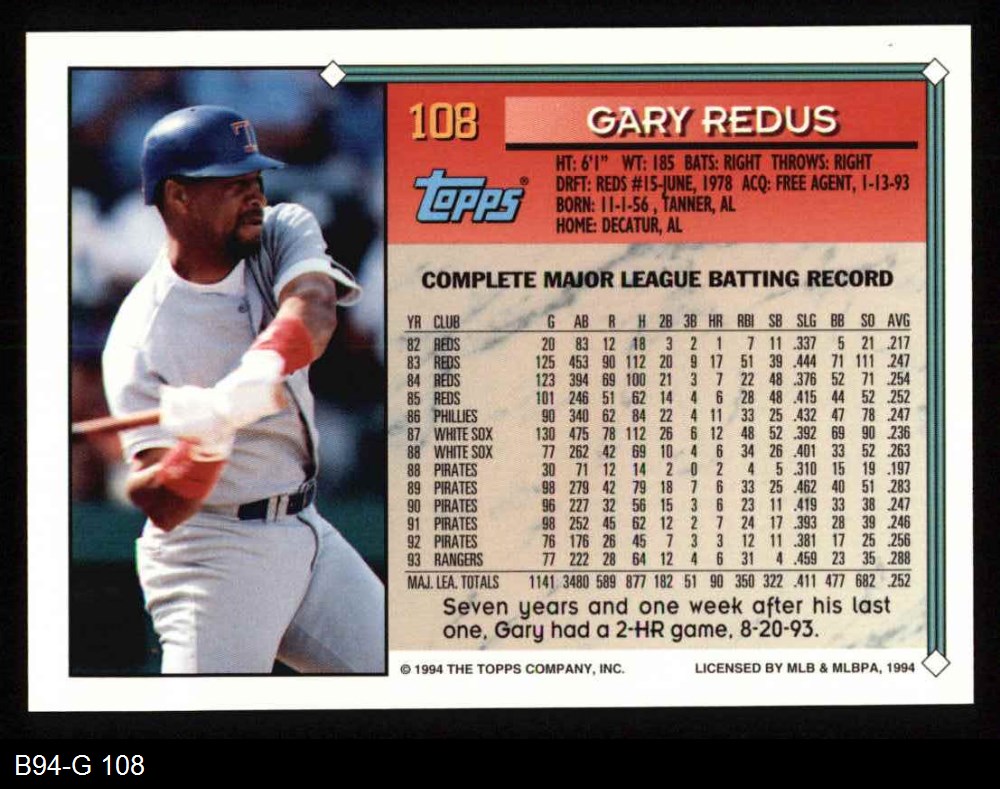 108
GARY REDUS
Topps®
HT: 6'1" WT: 185 BATS: RIGHT THROWS: RIGHT
DRFT: REDS #15-JUNE, 1978 ACQ: FREE AGENT, 1-13-93
BORN: 11-1-56 , TANNER, AL
HOME: DECATUR, AL
COMPLETE MAJOR LEAGUE BATTING RECORD
YR CLUB G AB R H 2B 3B HR RBI SB SLG BB SO AVG
82 REDS 20 83 12 18 3 2 1 7 11 .337 5 21 .217
83 REDS 125 453 90 112 20 9 17 51 39 .444 71 111 .247
84 REDS 123 394 69 100 21 3 7 22 48 .376 52 71 .254
85 REDS 101 246 51 62 14 4 6 28 48 .415 44 52 .252
86 PHILLIES 90 340 62 84 22 4 11 33 25 .432 47 78 .247
87 WHITE SOX 130 475 78 112 26 6 12 48 52 .392 69 90 .236
88 WHITE SOX 77 262 42 69 10 4 6 34 26 .401 33 52 .263
88 PIRATES 30 71 12 14 2 0 2 4 5 .310 15 19 .197
89 PIRATES 98 279 42 79 18 7 6 33 25 .462 40 51 .283
90 PIRATES 96 227 32 56 15 3 6 23 11 .419 33 38 .247
91 PIRATES 98 252 45 62 12 2 7 24 17 .393 28 39 .246
92 PIRATES 76 176 26 45 7 3 3 12 11 .381 17 25 .256
93 RANGERS 77 222 28 64 12 4 6 31 4 .459 23 35 .288
MAJ. LEA. TOTALS 1141 3480 589 877 182 51 90 350 322 .411 477 682 .252
Seven years and one week after his last
one, Gary had a 2-HR game, 8-20-93.
© 1994 THE TOPPS COMPANY, INC. LICENSED BY MLB & MLBPA, 1994
B94-G 108